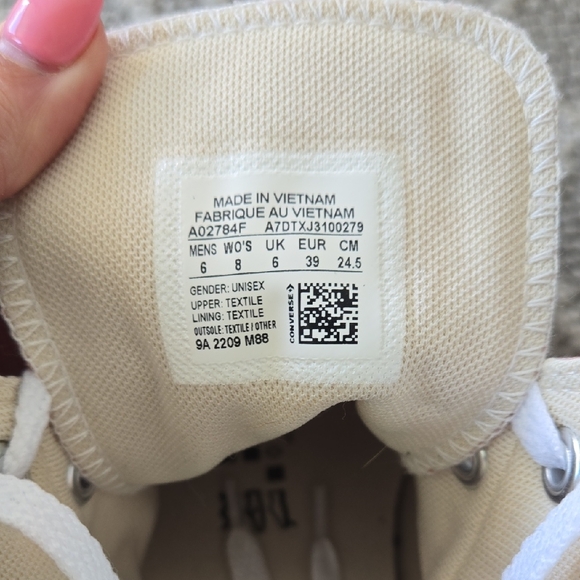 MADE IN VIETNAM
FABRIQUE AU VIETNAM
A02784F A7DTXJ3100279
MENS WO'S UK EUR CM
6 8 6 39 24.5
GENDER: UNISEX
UPPER: TEXTILE
LINING: TEXTILE
OUTSOLE: TEXTILE / OTHER
9A 2209 M88
CONVERSE